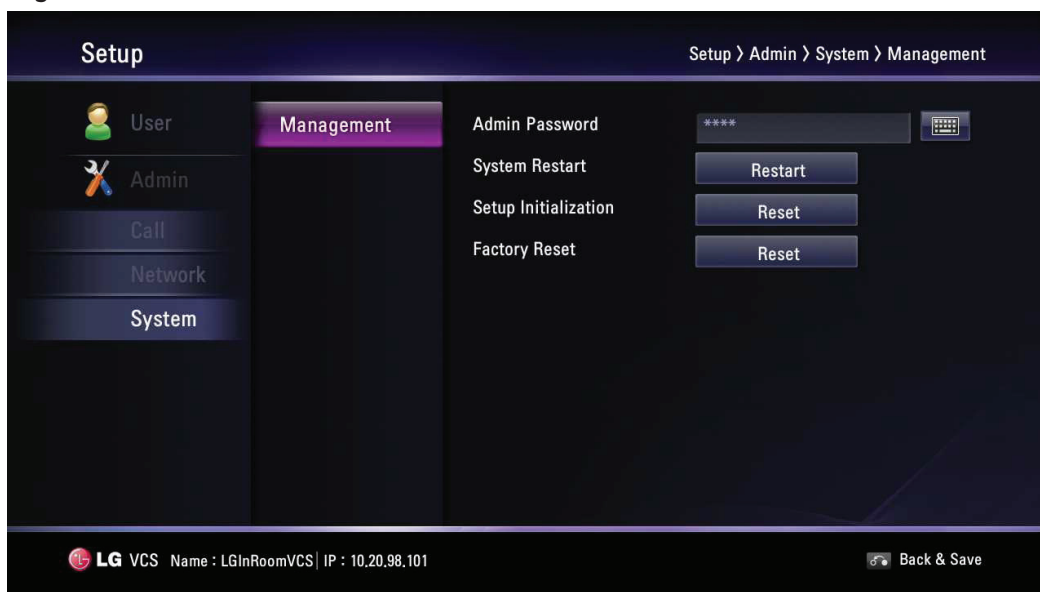 Setup
Setup > Admin > System > Management
User
Admin
Call
Network
System
Management
Admin Password ****
System Restart Restart
Setup Initialization Reset
Factory Reset Reset
LG VCS Name : LGInRoomVCS| IP : 10.20.98.101
Back & Save